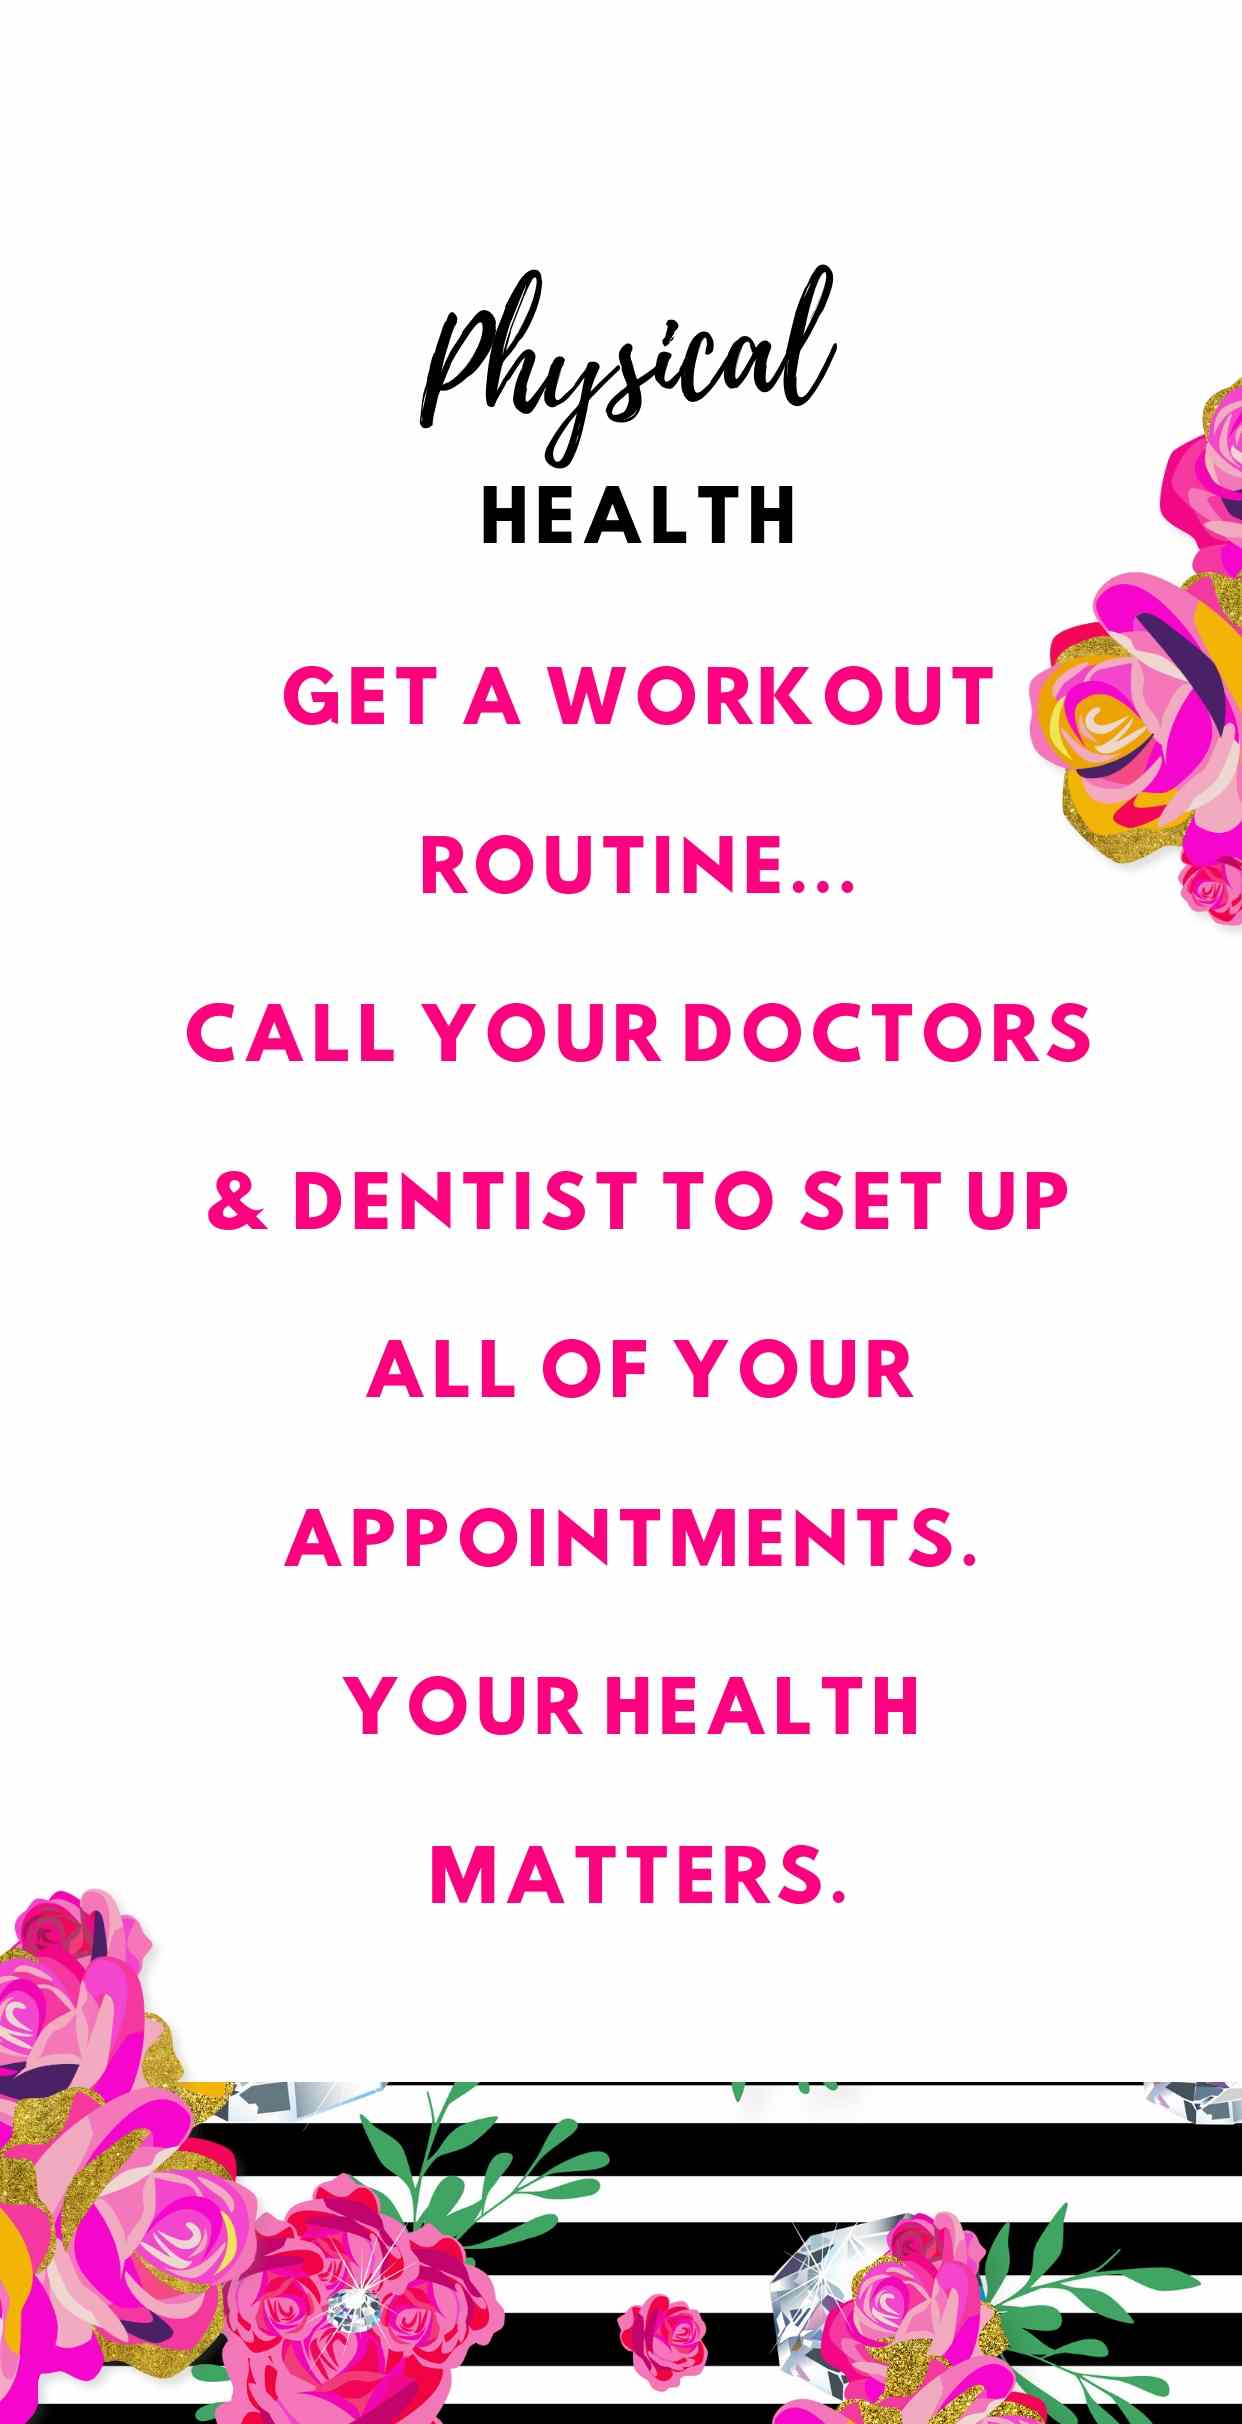 Physical
HEALTH
GET A WORKOUT
ROUTINE...
CALL YOUR DOCTORS
& DENTIST TO SET UP
ALL OF YOUR
APPOINTMENTS.
YOUR HEALTH
MATTERS.